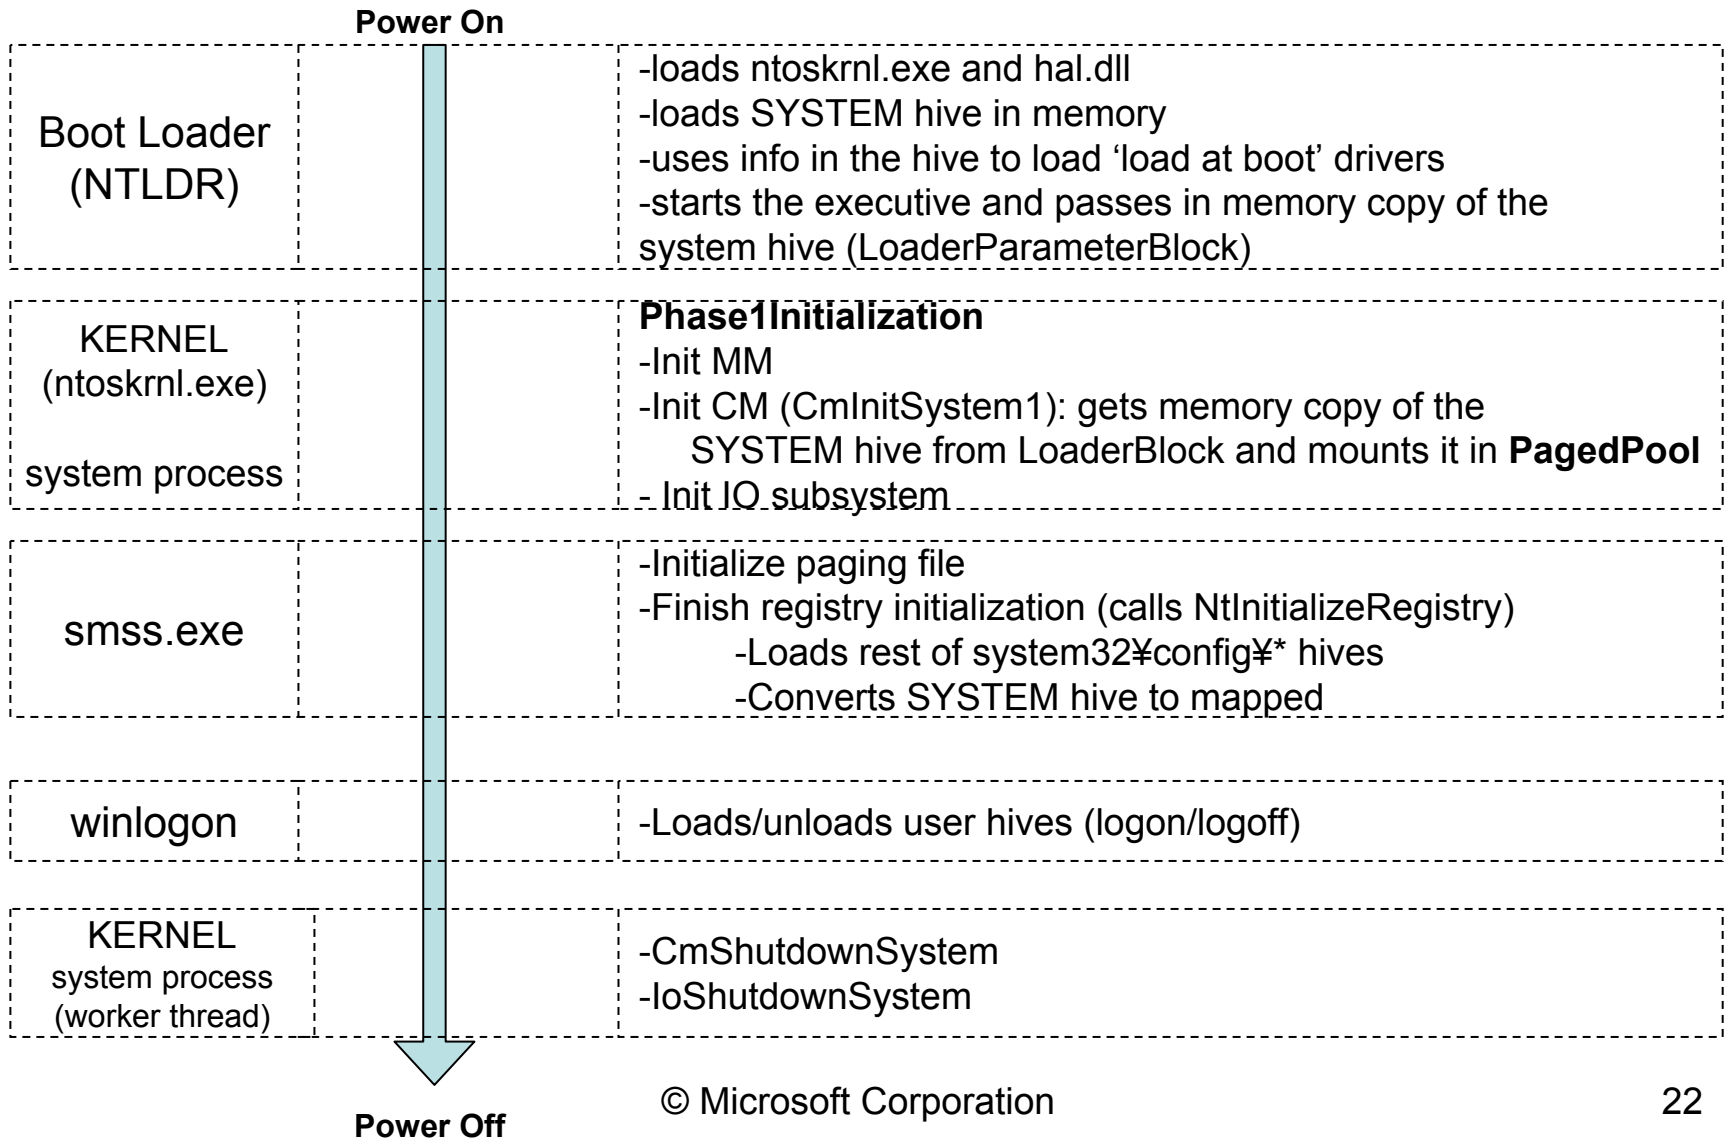 Power On
Boot Loader
(NTLDR)
-loads ntoskrnl.exe and hal.dll
-loads SYSTEM hive in memory
-uses info in the hive to load ‘load at boot’ drivers
-starts the executive and passes in memory copy of the
system hive (LoaderParameterBlock)
KERNEL
(ntoskrnl.exe)
system process
Phase1Initialization
-Init MM
-Init CM (CmInitSystem1): gets memory copy of the
SYSTEM hive from LoaderBlock and mounts it in PagedPool
- Init IO subsystem
smss.exe
-Initialize paging file
-Finish registry initialization (calls NtInitializeRegistry)
-Loads rest of system32¥config¥* hives
-Converts SYSTEM hive to mapped
winlogon
-Loads/unloads user hives (logon/logoff)
KERNEL
system process
(worker thread)
-CmShutdownSystem
-IoShutdownSystem
Power Off
© Microsoft Corporation
22